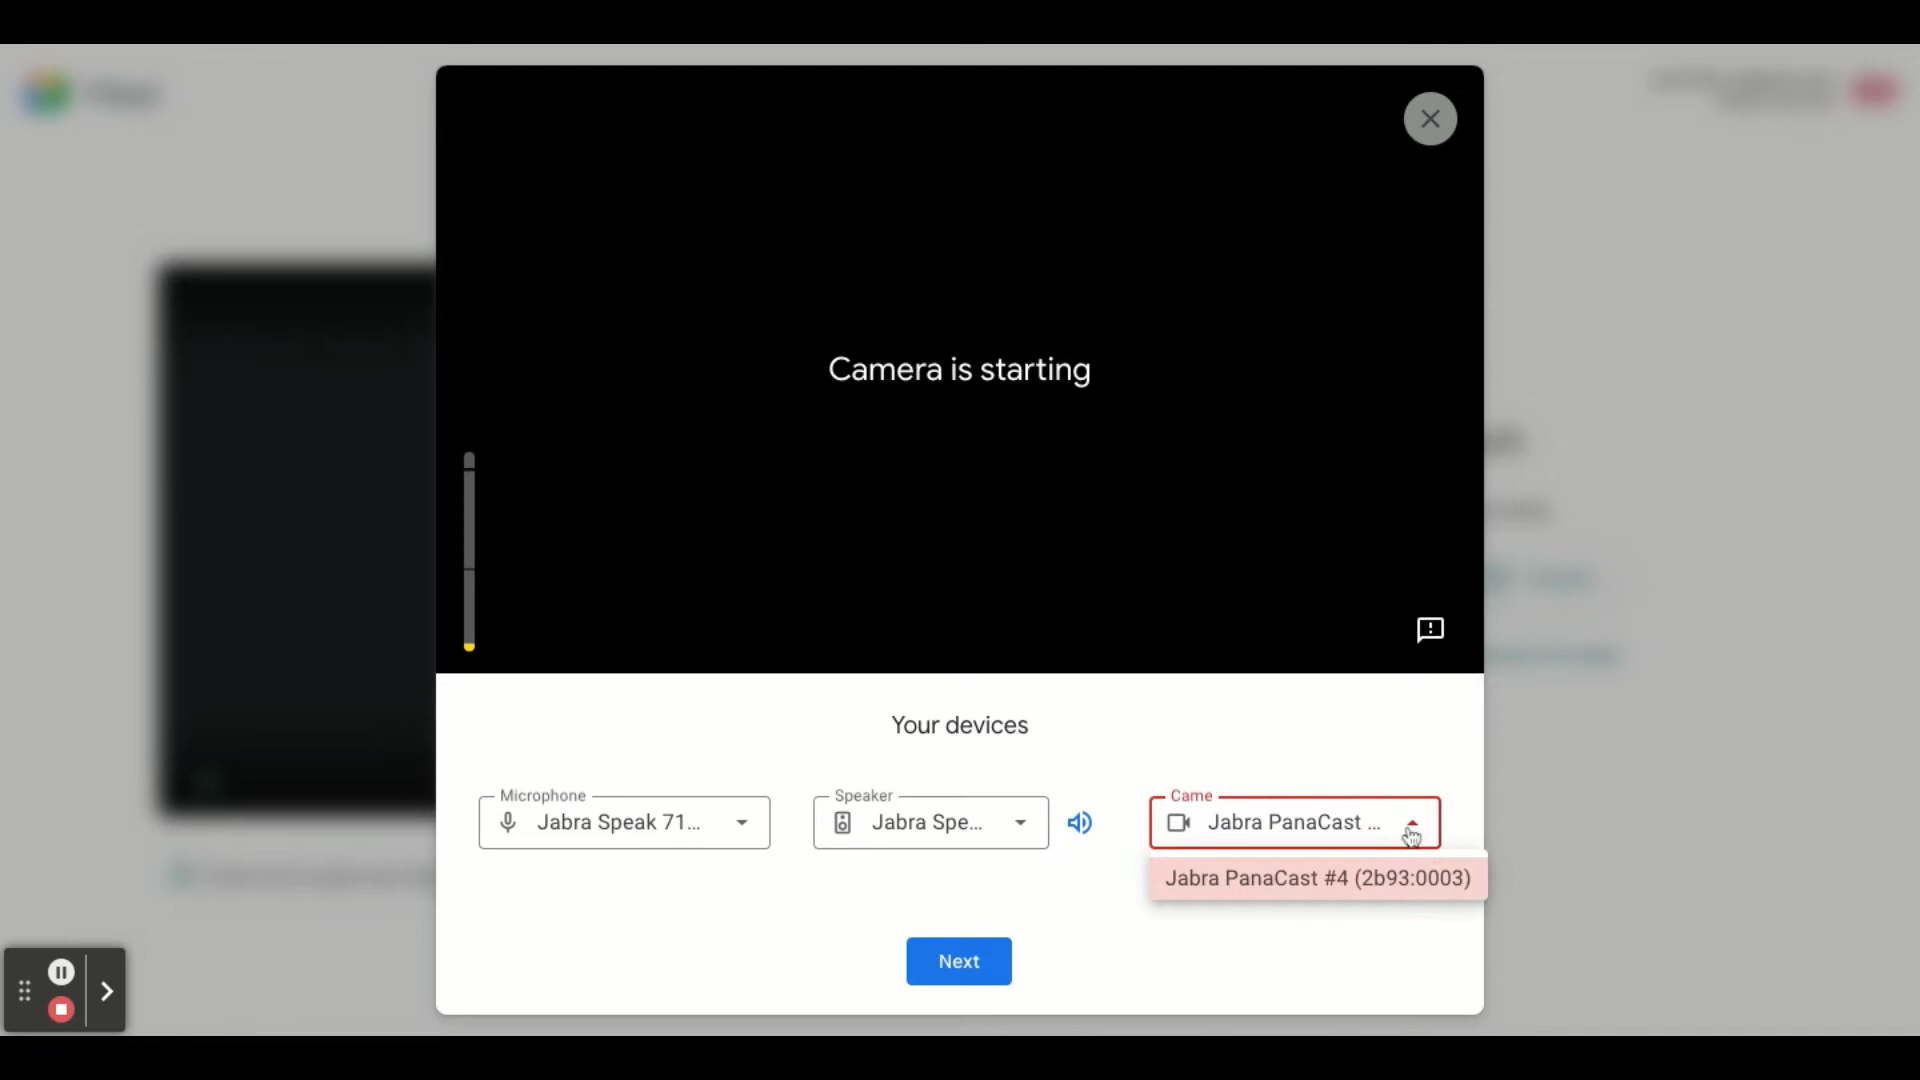 Camera is starting
Your devices
Microphone
Jabra Speak 71...
Speaker
Jabra Spe...
Came
Jabra PanaCast ...
Jabra PanaCast #4 (2b93:0003)
Next